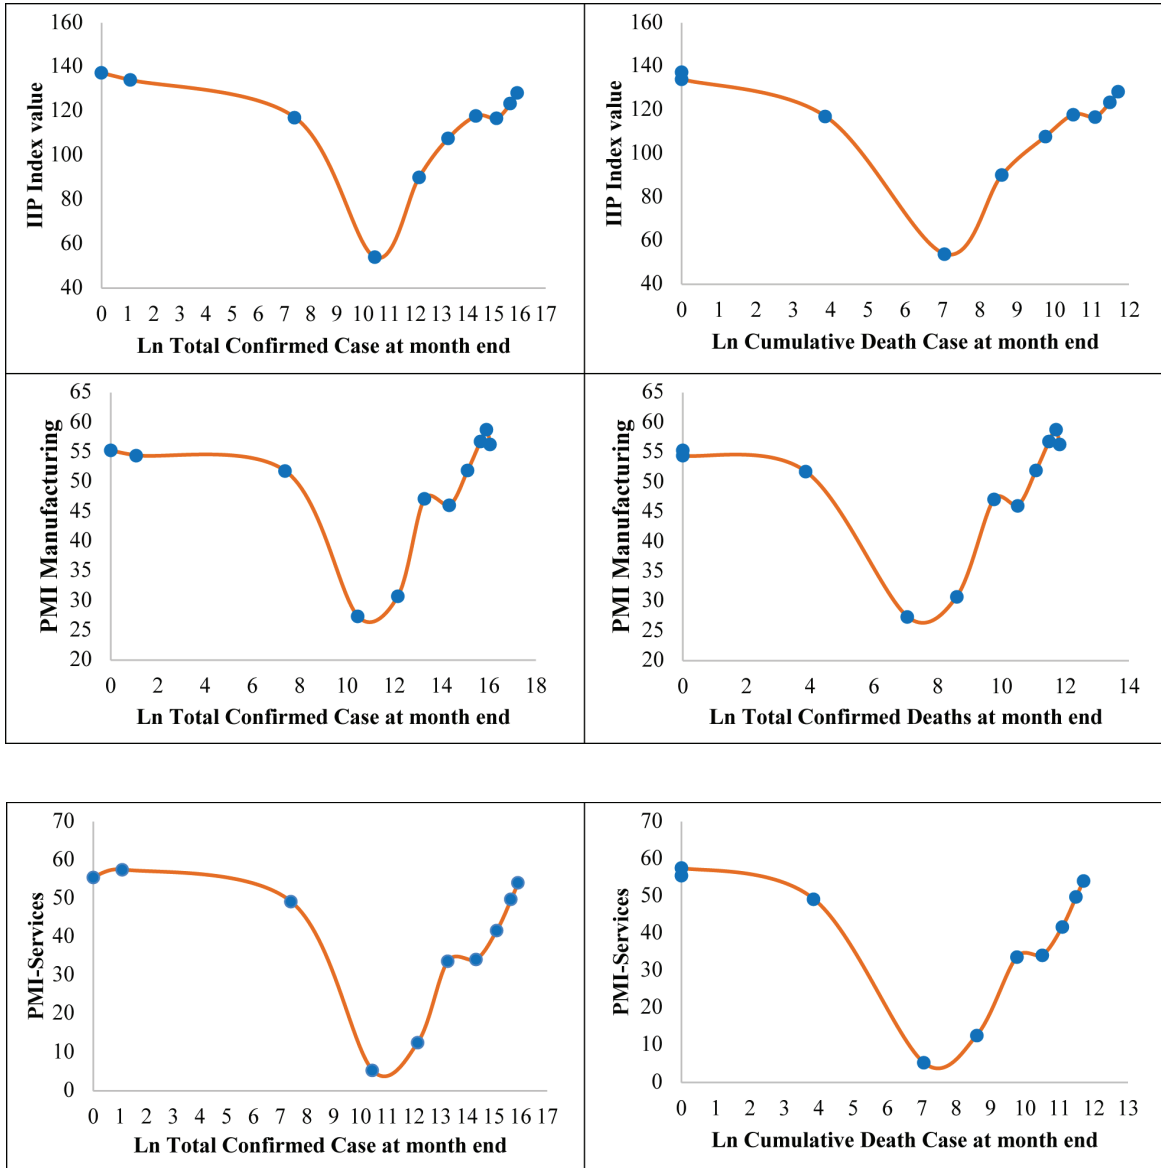 IIP Index value
160
140
120
100
80
60
40
0 1 2 3 4 5 6 7 8 9 10 11 12 13 14 15 16 17
Ln Total Confirmed Case at month end
IIP Index value
160
140
120
100
80
60
40
0 1 2 3 4 5 6 7 8 9 10 11 12
Ln Cumulative Death Case at month end
PMI Manufacturing
65
60
55
50
45
40
35
30
25
20
0 2 4 6 8 10 12 14 16 18
Ln Total Confirmed Case at month end
PMI Manufacturing
65
60
55
50
45
40
35
30
25
20
0 2 4 6 8 10 12 14
Ln Total Confirmed Deaths at month end
PMI-Services
70
60
50
40
30
20
10
0
0 1 2 3 4 5 6 7 8 9 10 11 12 13 14 15 16 17
Ln Total Confirmed Case at month end
PMI-Services
70
60
50
40
30
20
10
0
0 1 2 3 4 5 6 7 8 9 10 11 12 13
Ln Cumulative Death Case at month end